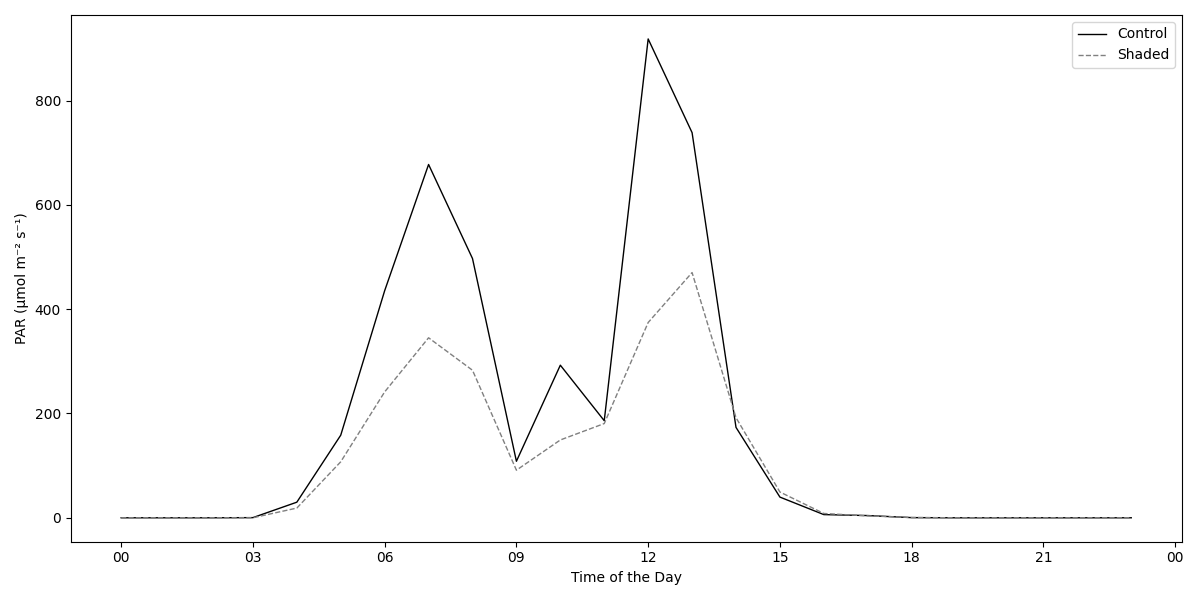 Control
Shaded
800
600
400
200
0
PAR (μmol m⁻² s⁻¹)
00 03 06 09 12 15 18 21 00
Time of the Day